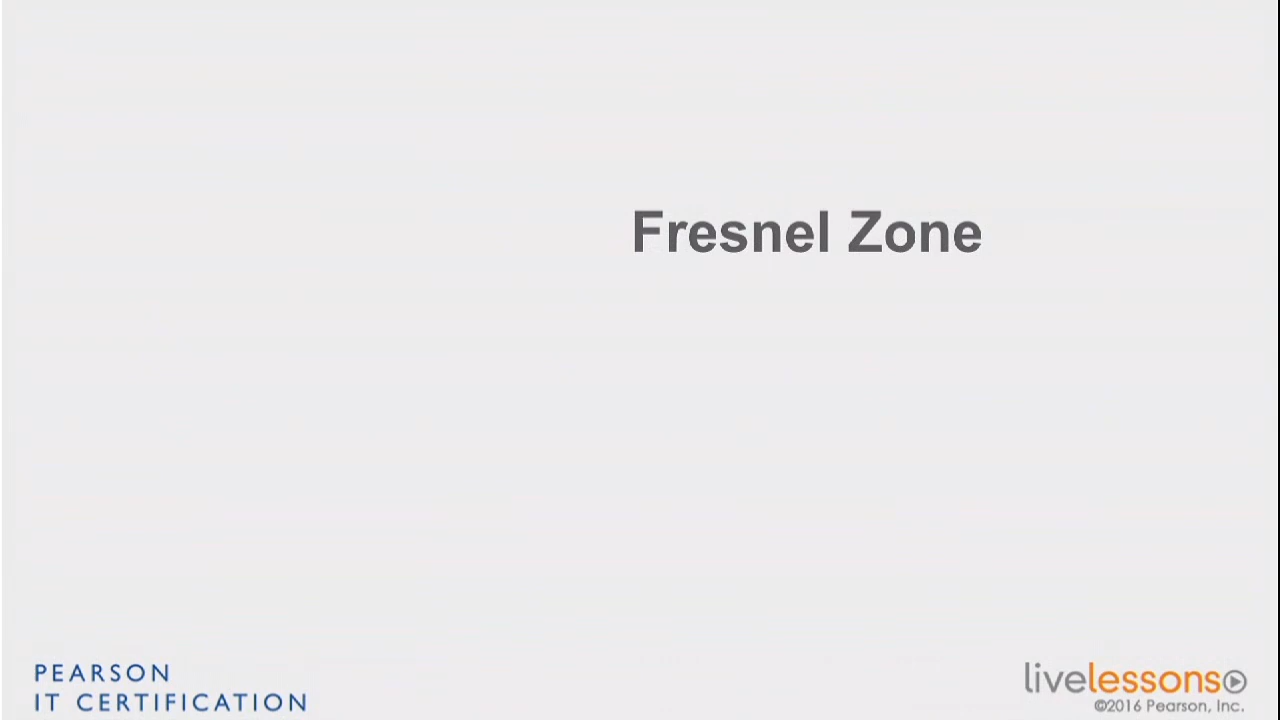 Fresnel Zone
PEARSON
IT CERTIFICATION
livelessons
©2016 Pearson, Inc.